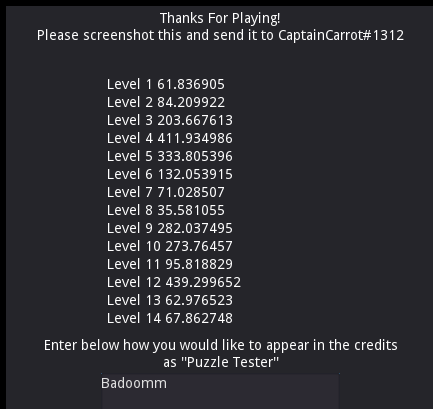 Thanks For Playing!
Please screenshot this and send it to CaptainCarrot#1312
Level 1 61.836905
Level 2 84.209922
Level 3 203.667613
Level 4 411.934986
Level 5 333.805396
Level 6 132.053915
Level 7 71.028507
Level 8 35.581055
Level 9 282.037495
Level 10 273.76457
Level 11 95.818829
Level 12 439.299652
Level 13 62.976523
Level 14 67.862748
Enter below how you would like to appear in the credits
as "Puzzle Tester"
Badoomm